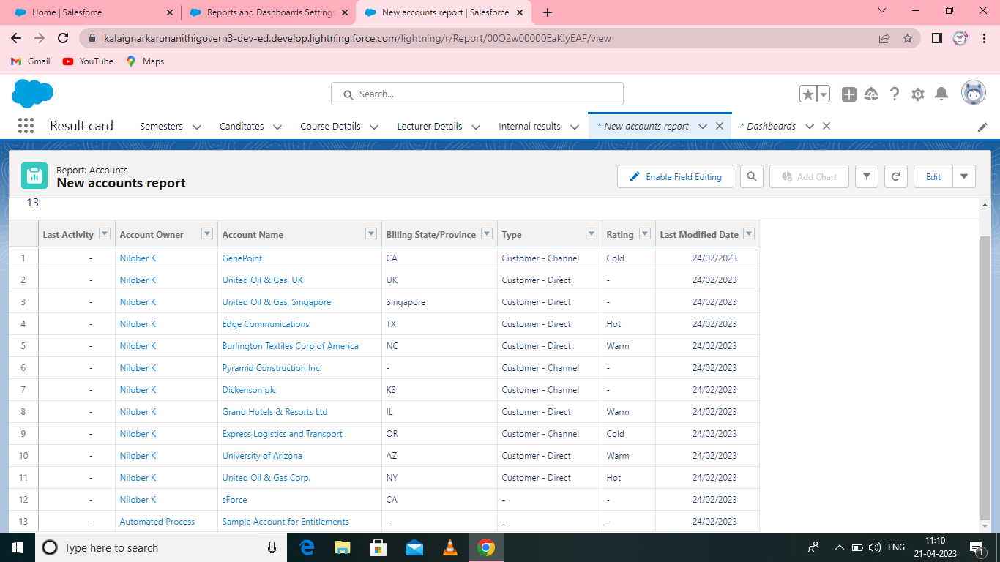 Home | Salesforce
Reports and Dashboards Settings
New accounts report | Salesforce
kalaignarkarunanithigovern3-dev-ed.develop.lightning.force.com/lightning/r/Report/00O2w00000EaKlyEAF/view
Gmail YouTube Maps
Search...
Result card Semesters Canditates Course Details Lecturer Details Internal results * New accounts report * Dashboards
Report: Accounts
New accounts report
Enable Field Editing Add Chart Edit
13
Last Activity Account Owner Account Name Billing State/Province Type Rating Last Modified Date
1 - Nilober K GenePoint CA Customer - Channel Cold 24/02/2023
2 - Nilober K United Oil & Gas, UK UK Customer - Direct - 24/02/2023
3 - Nilober K United Oil & Gas, Singapore Singapore Customer - Direct - 24/02/2023
4 - Nilober K Edge Communications TX Customer - Direct Hot 24/02/2023
5 - Nilober K Burlington Textiles Corp of America NC Customer - Direct Warm 24/02/2023
6 - Nilober K Pyramid Construction Inc. - Customer - Channel - 24/02/2023
7 - Nilober K Dickenson plc KS Customer - Channel - 24/02/2023
8 - Nilober K Grand Hotels & Resorts Ltd IL Customer - Direct Warm 24/02/2023
9 - Nilober K Express Logistics and Transport OR Customer - Channel Cold 24/02/2023
10 - Nilober K University of Arizona AZ Customer - Direct Warm 24/02/2023
11 - Nilober K United Oil & Gas Corp. NY Customer - Direct Hot 24/02/2023
12 - Nilober K sForce CA - - 24/02/2023
13 - Automated Process Sample Account for Entitlements - - - 24/02/2023
Type here to search
ENG
11:10
21-04-2023
1